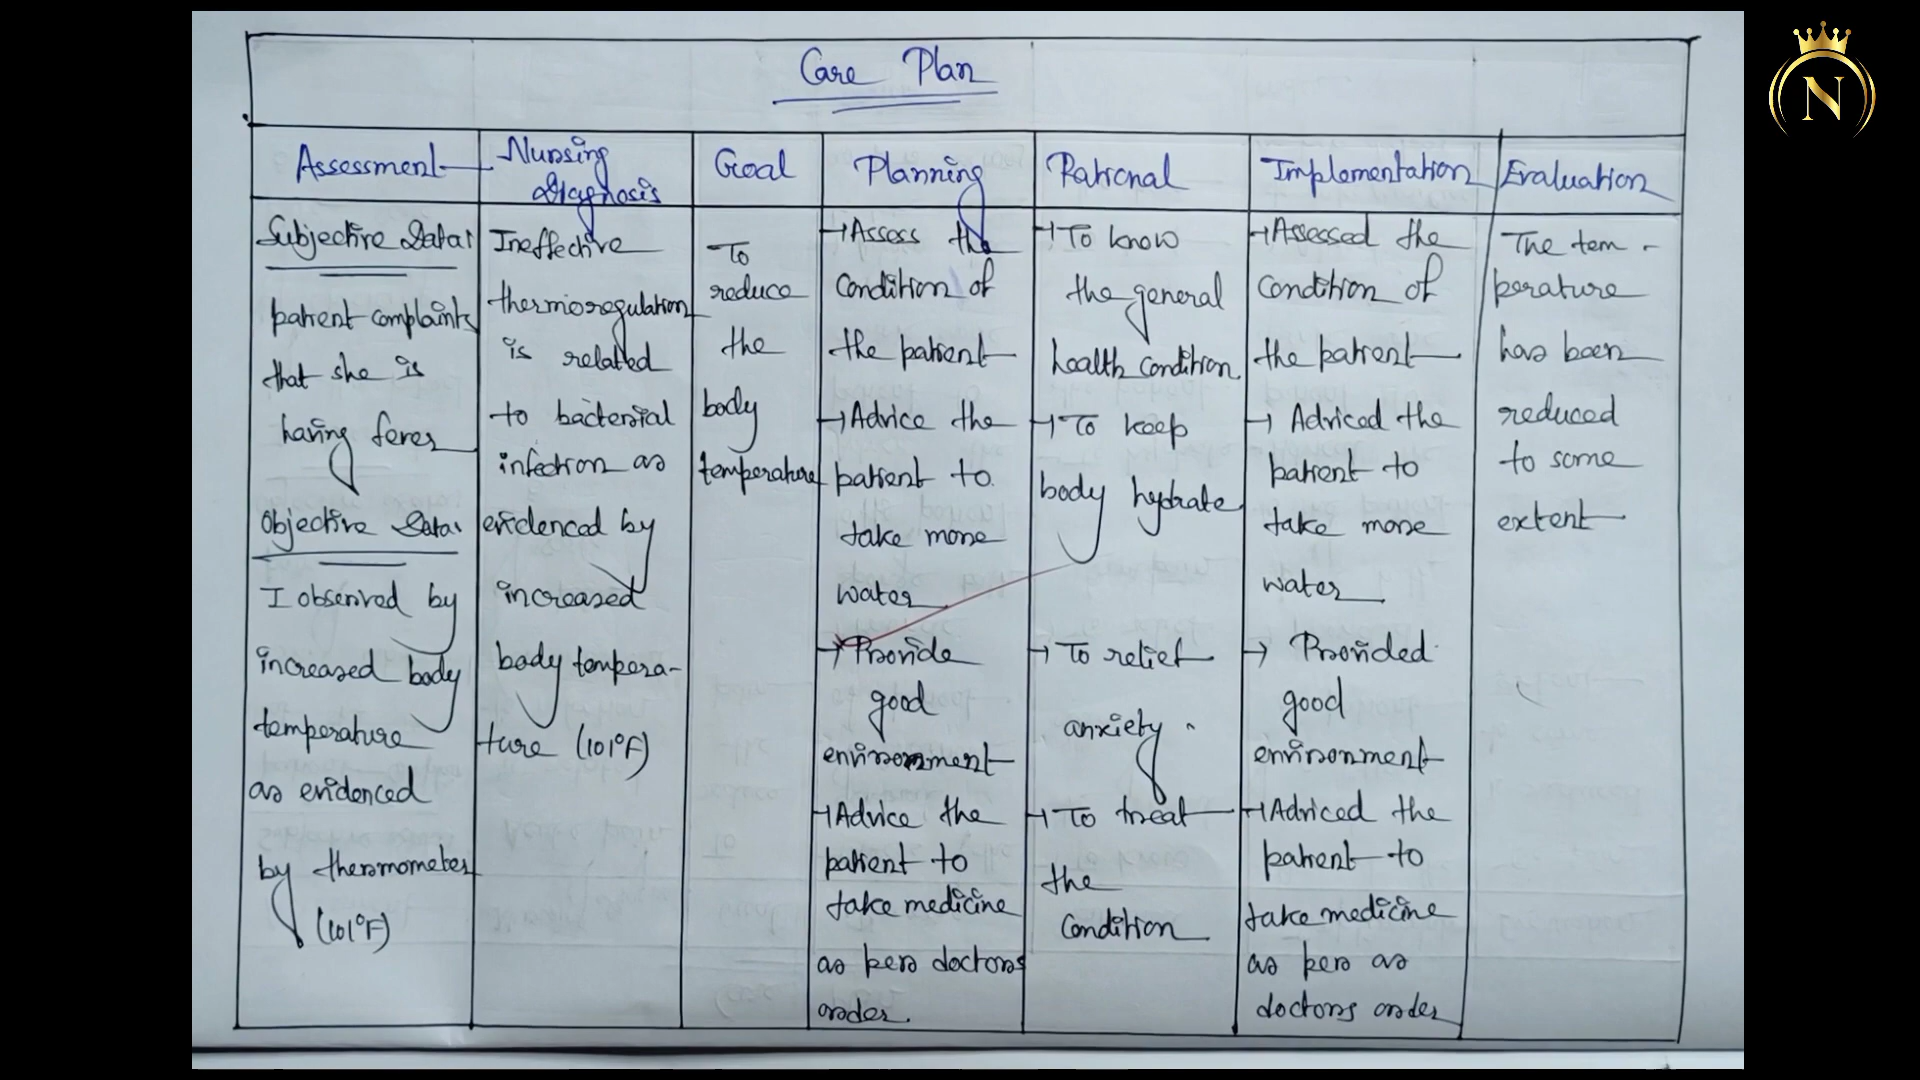 Care Plan
Assessment
Nursing
Diagnosis
Goal
Planning
Rational
Implementation
Evaluation
Subjective Data:
patient complaints
that she is
having fever
Objective Data:
I observed by
increased body
temperature
as evidenced
by thermometer
(101°F)
Ineffective
thermoregulation
is related
to bacterial
infection as
evidenced by
increased
body tempera-
ture (101°F)
To
reduce
the
body
temperature
→ Assess the
Condition of
the patient
→ Advice the
patient to
take more
water
→ Provide
good
environment
→ Advice the
patient to
take medicine
as per doctors
order.
→ To know
the general
health condition
→ To keep
body hydrate
→ To relief
anxiety
→ To treat
the
Condition
→ Assessed the
Condition of
the patient
→ Adviced the
patient to
take more
water
→ Provided
good
environment
→ Adviced the
patient to
take medicine
as per as
doctors order
The tem -
perature
has been
reduced
to some
extent
N